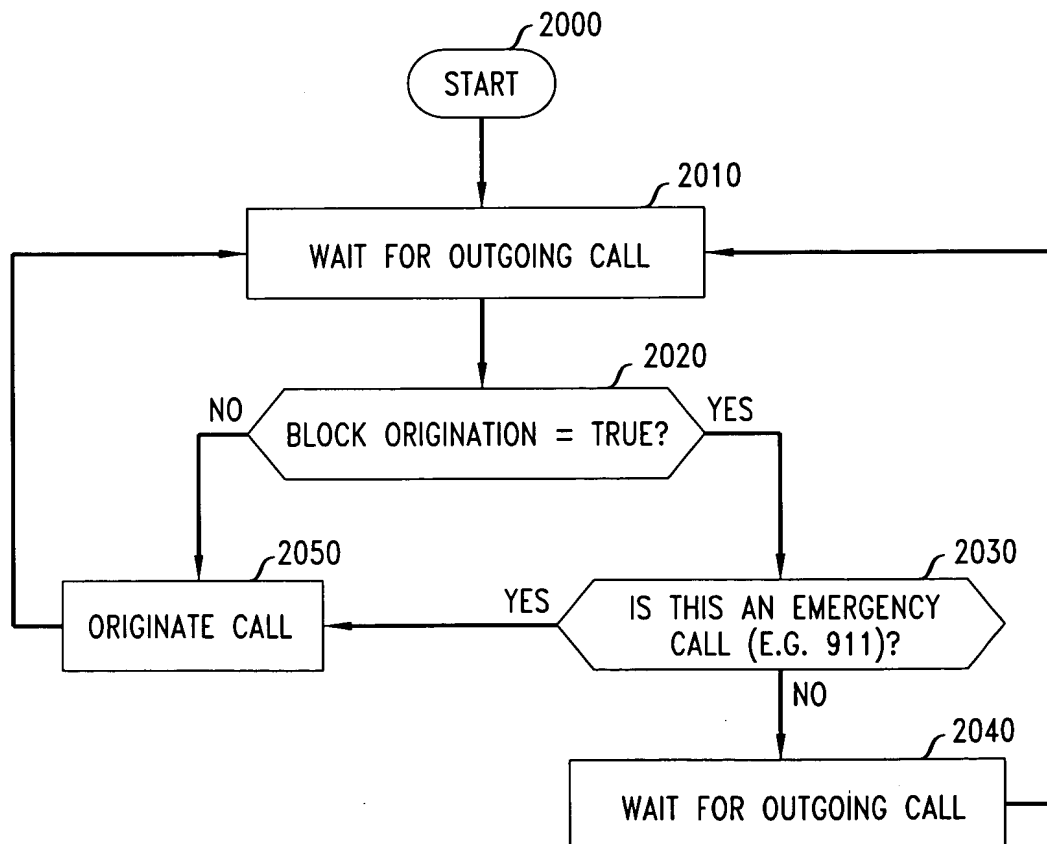 2000
START
2010
WAIT FOR OUTGOING CALL
2020
NO
BLOCK ORIGINATION = TRUE?
YES
2050
ORIGINATE CALL
YES
2030
IS THIS AN EMERGENCY
CALL (E.G. 911)?
NO
2040
WAIT FOR OUTGOING CALL